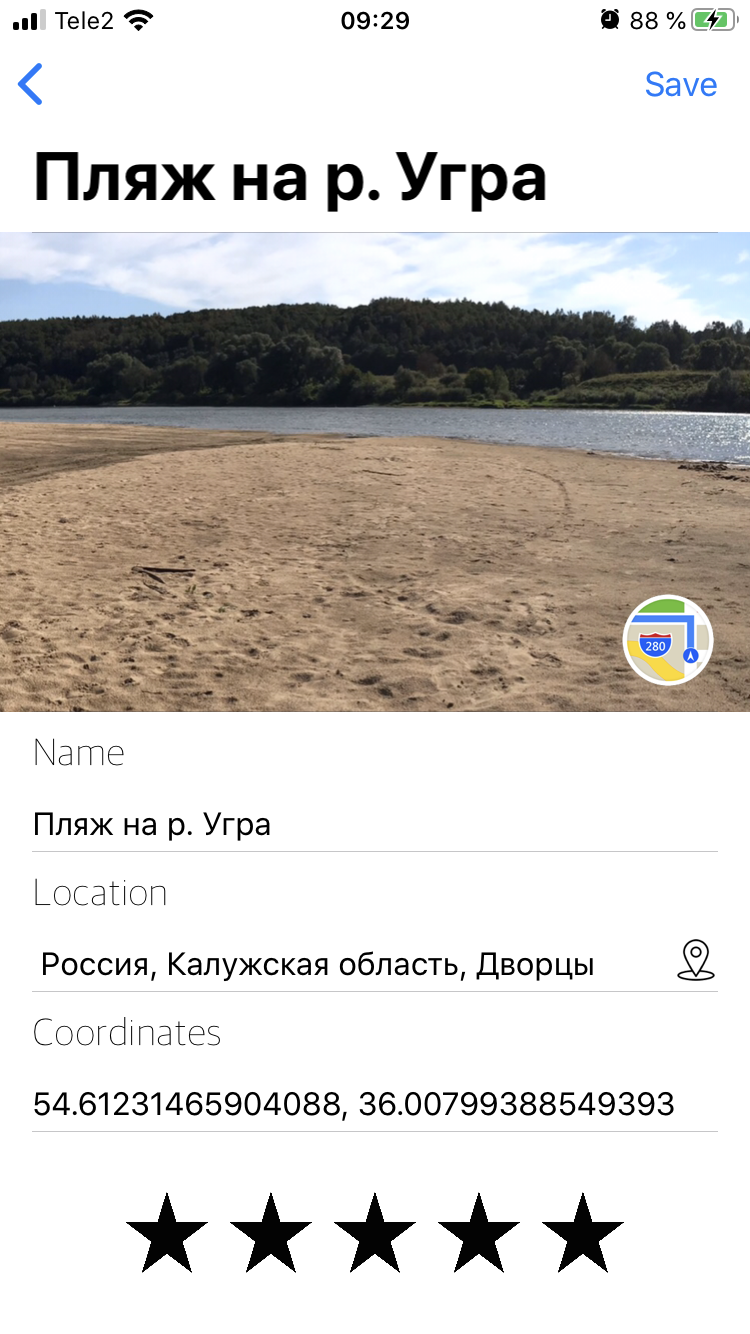 Tele2 09:29 88 %
Save
Пляж на р. Угра
280
Name
Пляж на р. Угра
Location
Россия, Калужская область, Дворцы
Coordinates
54.61231465904088, 36.00799388549393